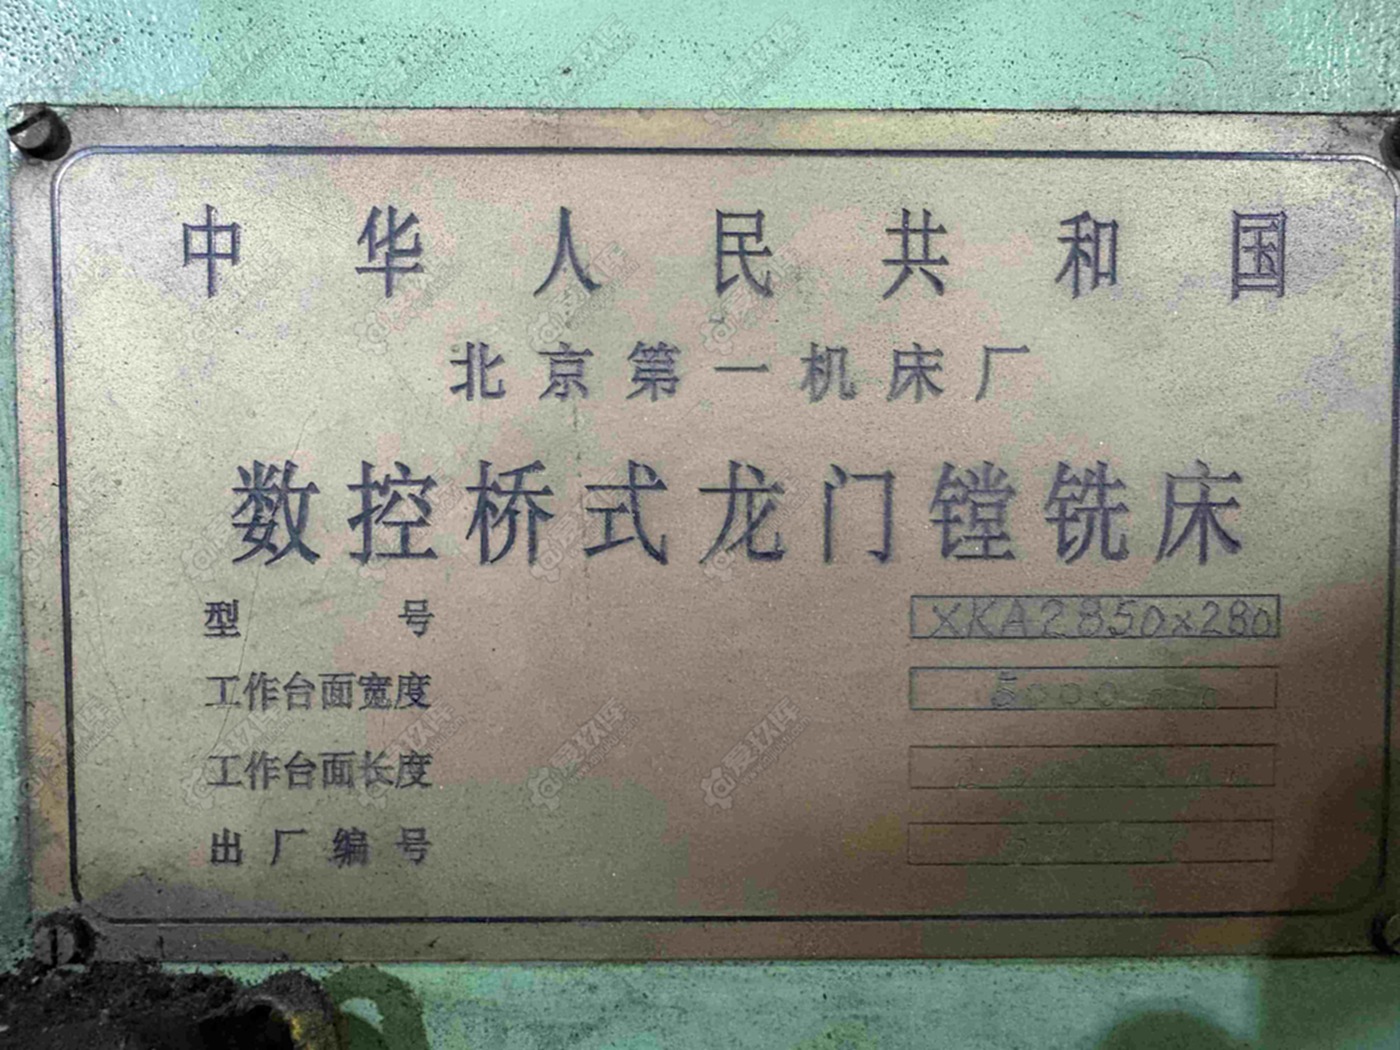 中华人民共和国
北京第一机床厂
数控桥式龙门镗铣床
型号 XKA2850x280
工作台面宽度 5000mm
工作台面长度
出厂编号